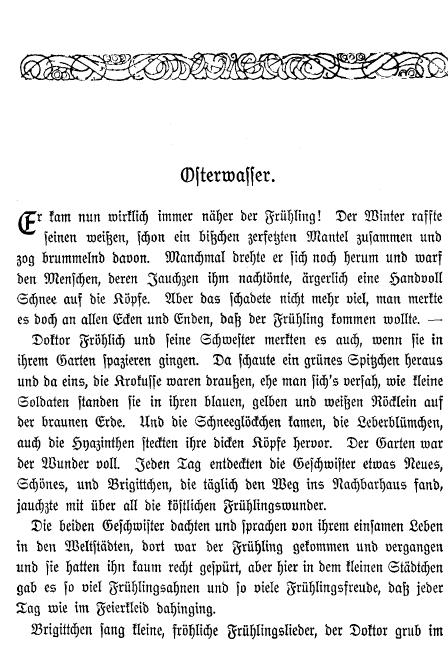 Osterwasser.
Er kam nun wirklich immer näher der Frühling! Der Winter raffte
seinen weißen, schon ein bißchen zerfetzten Mantel zusammen und
zog brummelnd davon. Manchmal drehte er sich noch herum und warf
den Menschen, deren Jauchzen ihm nachtönte, ärgerlich eine Handvoll
Schnee auf die Köpfe. Aber das schadete nicht mehr viel, man merkte
es doch an allen Ecken und Enden, daß der Frühling kommen wollte. —
Doktor Fröhlich und seine Schwester merkten es auch, wenn sie in
ihrem Garten spazieren gingen. Da schaute ein grünes Spitzchen heraus
und da eins, die Krokusse waren draußen, ehe man sich's versah, wie kleine
Soldaten standen sie in ihren blauen, gelben und weißen Röcklein auf
der braunen Erde. Und die Schneeglöckchen kamen, die Leberblümchen,
auch die Hyazinthen steckten ihre dicken Köpfe hervor. Der Garten war
der Wunder voll. Jeden Tag entdeckten die Geschwister etwas Neues,
Schönes, und Brigittchen, die täglich den Weg ins Nachbarhaus fand,
jauchzte mit über all die köstlichen Frühlingswunder.
Die beiden Geschwister dachten und sprachen von ihrem einsamen Leben
in den Weltstädten, dort war der Frühling gekommen und vergangen
und sie hatten ihn kaum recht gespürt, aber hier in dem kleinen Städtchen
gab es so viel Frühlingsahnen und so viele Frühlingsfreude, daß jeder
Tag wie im Feierkleid dahinging.
Brigittchen sang kleine, fröhliche Frühlingslieder, der Doktor grub im